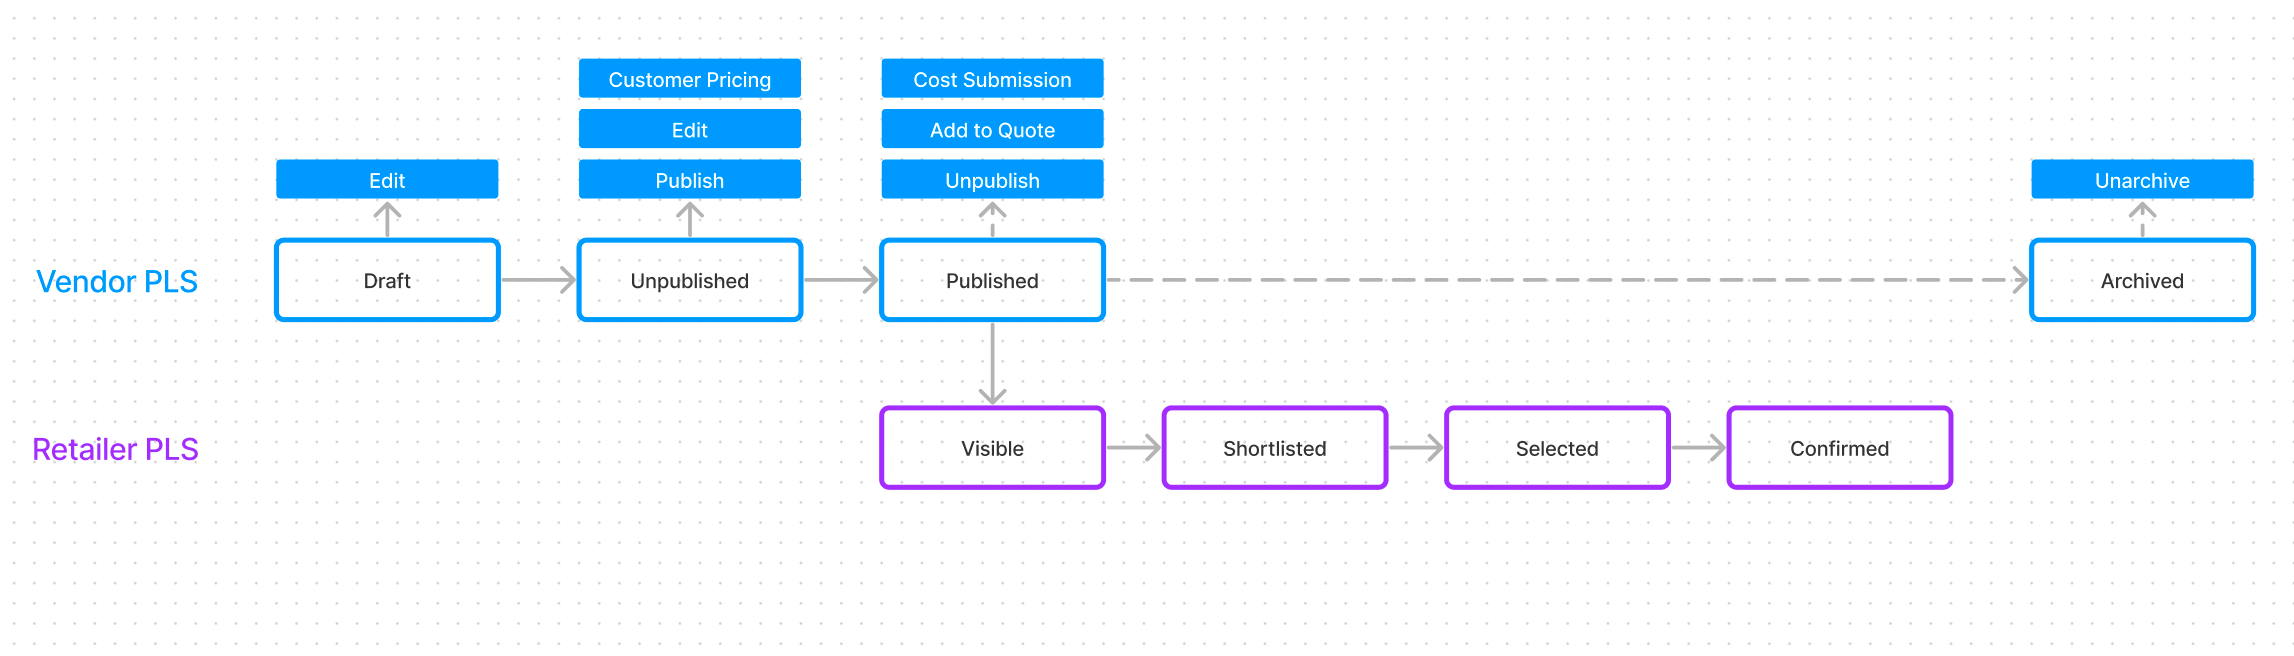 Customer Pricing
Cost Submission
Edit
Add to Quote
Edit
Publish
Unpublish
Unarchive
Vendor PLS
Draft
Unpublished
Published
Archived
Retailer PLS
Visible
Shortlisted
Selected
Confirmed